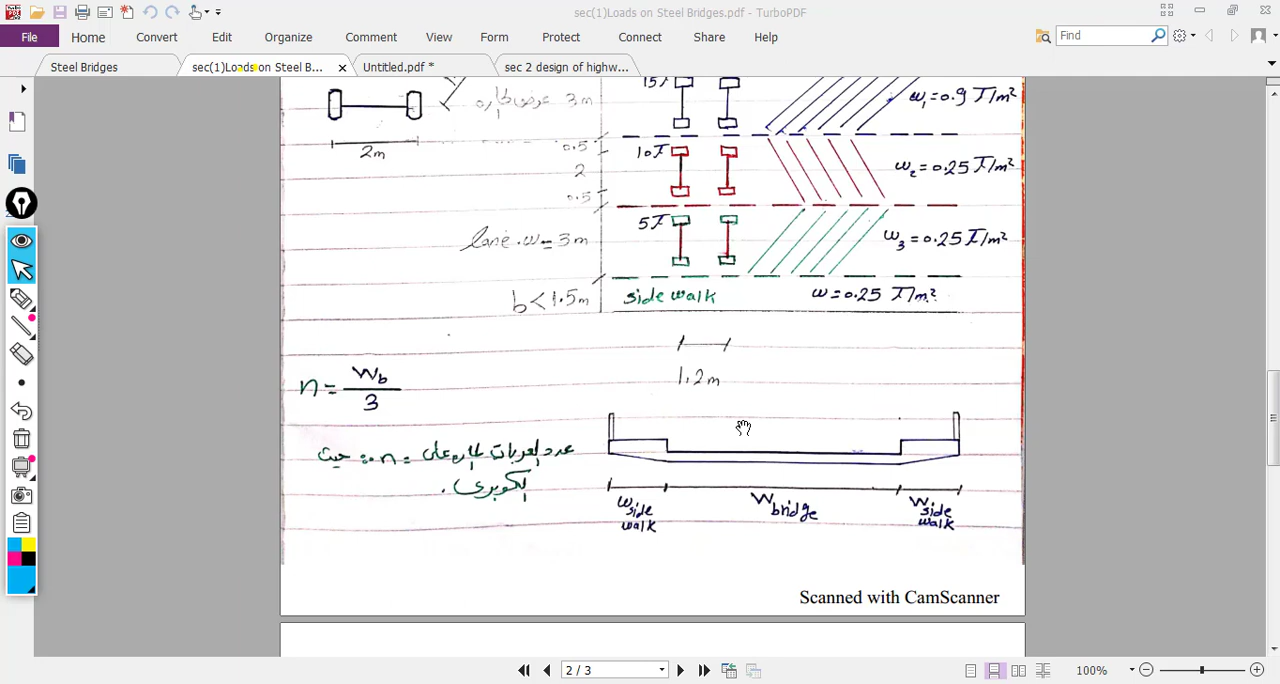 sec(1)Loads on Steel Bridges.pdf - TurboPDF
File Home Convert Edit Organize Comment View Form Protect Connect Share Help
Find
Steel Bridges
sec(1)Loads on Steel B...
Untitled.pdf *
sec 2 design of highw...
15T
w1 = 0.9 T/m²
3m
2m
0.5
10T
2
w2 = 0.25 T/m²
0.5
5T
lane.w = 3m
w3 = 0.25 T/m²
b < 1.5m
side walk
w = 0.25 T/m²
1.2m
n = Wb / 3
حيث :: n = عدد العربات المارة على
الكوبري.
W side walk
W bridge
W side walk
Scanned with CamScanner
2 / 3
100%